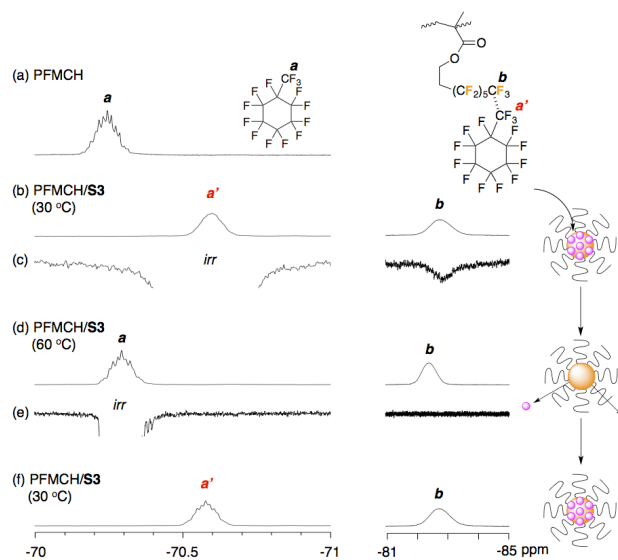 (a) PFMCH
a
a
CF3
F F F F F F F F F F F
O
O
(CF2)5CF3
b
CF3
a'
F F F F F F F F F F F
(b) PFMCH/S3
(30 °C)
a'
b
(c)
irr
(d) PFMCH/S3
(60 °C)
a
b
(e)
irr
(f) PFMCH/S3
(30 °C)
a'
b
-70 -70.5 -71 -81 -83 -85 ppm